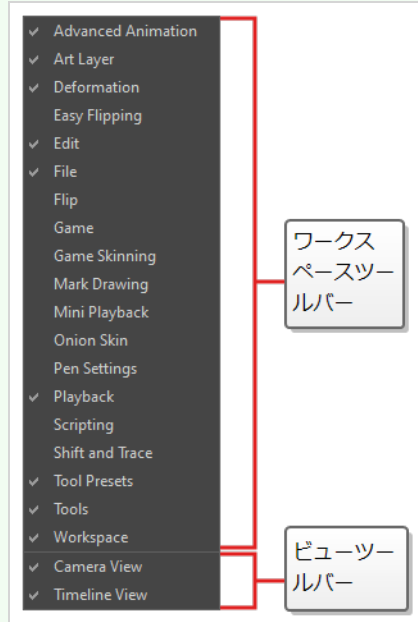 Advanced Animation
Art Layer
Deformation
Easy Flipping
Edit
File
Flip
Game
Game Skinning
Mark Drawing
Mini Playback
Onion Skin
Pen Settings
Playback
Scripting
Shift and Trace
Tool Presets
Tools
Workspace
Camera View
Timeline View
ワークス
ペースツー
ルバー
ビューツー
ルバー